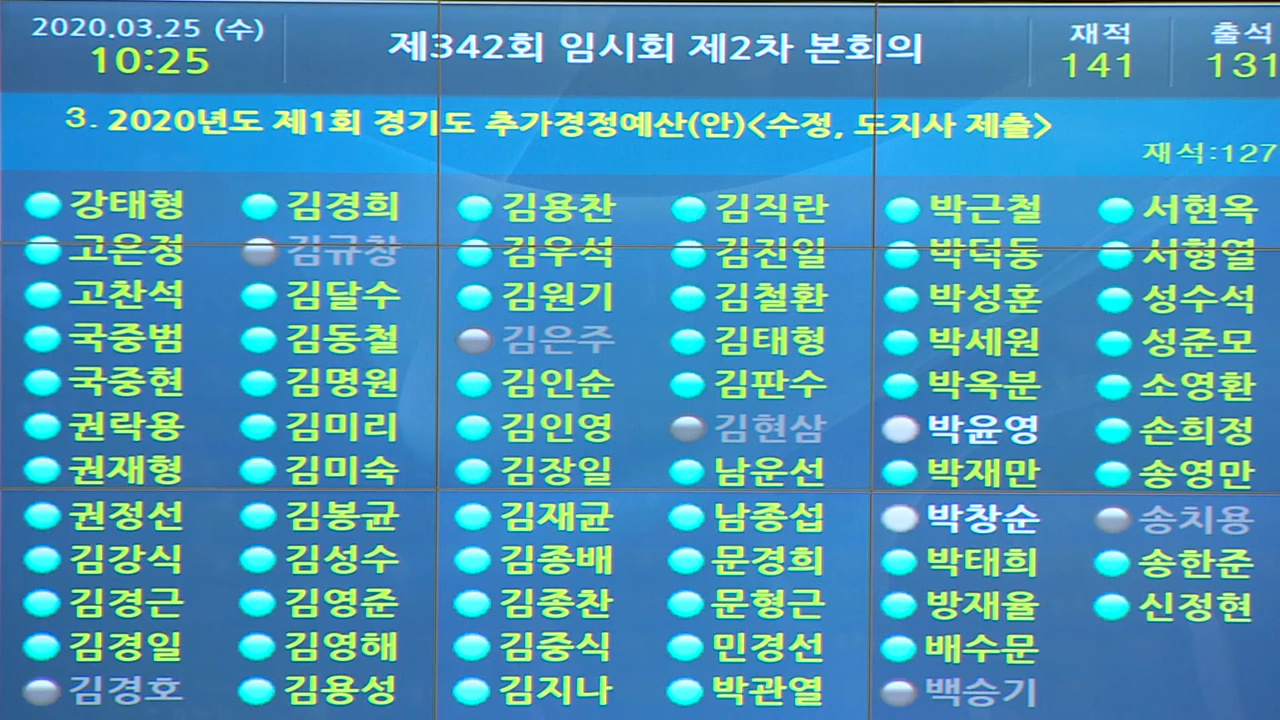 2020.03.25 (수)
10:25
제342회 임시회 제2차 본회의
재적
141
출석
131
3. 2020년도 제1회 경기도 추가경정예산(안)<수정, 도지사 제출>
재석:127
강태형 김경희 김용찬 김직란 박근철 서현옥
고은정 김규창 김우석 김진일 박덕동 서형열
고찬석 김달수 김원기 김철환 박성훈 성수석
국중범 김동철 김은주 김태형 박세원 성준모
국중현 김명원 김인순 김판수 박옥분 소영환
권락용 김미리 김인영 김현삼 박윤영 손희정
권재형 김미숙 김장일 남운선 박재만 송영만
권정선 김봉균 김재균 남종섭 박창순 송치용
김강식 김성수 김종배 문경희 박태희 송한준
김경근 김영준 김종찬 문형근 방재율 신정현
김경일 김영해 김중식 민경선 배수문
김경호 김용성 김지나 박관열 백승기